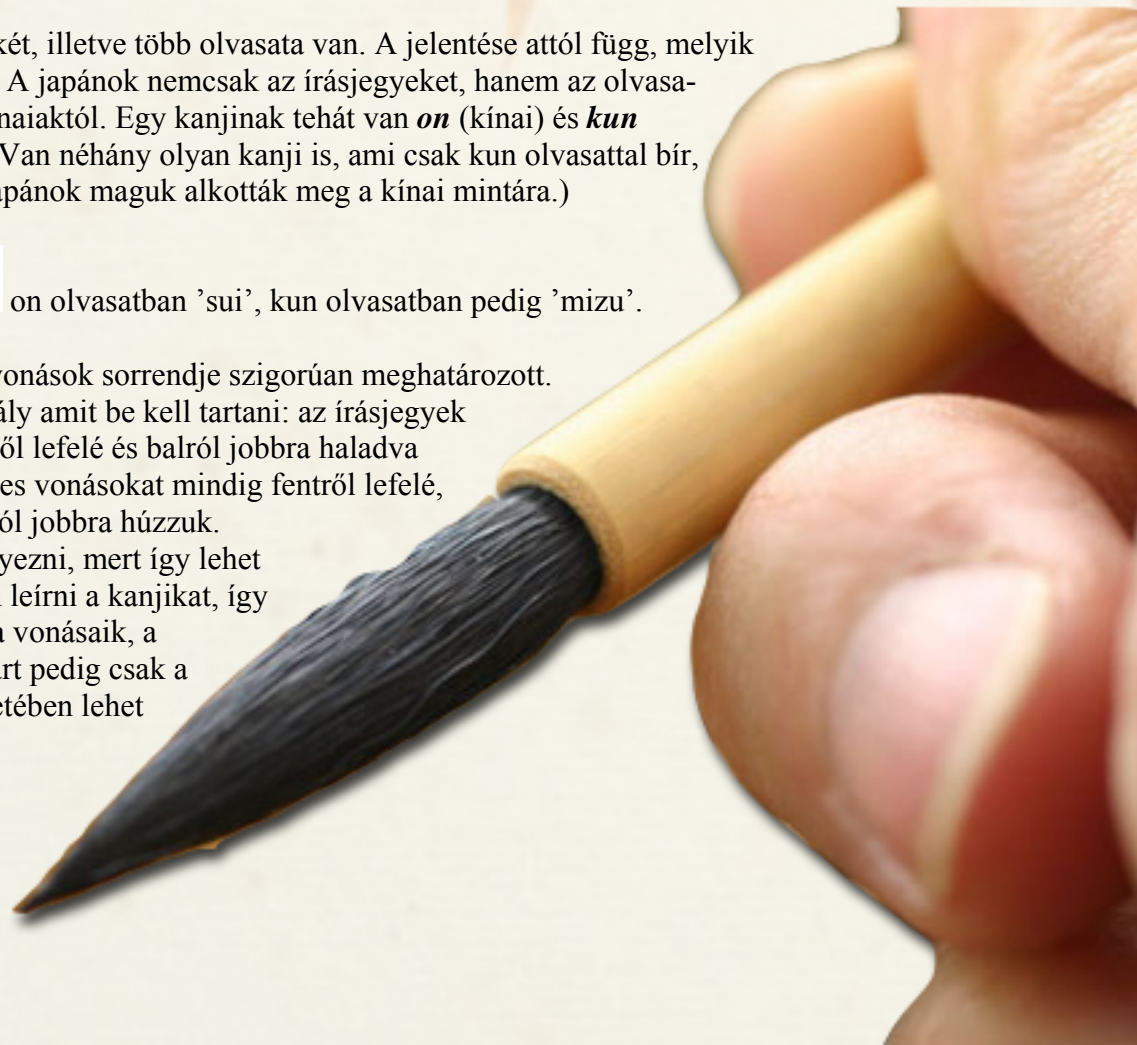 két, illetve több olvasata van. A jelentése attól függ, melyik
A japánok nemcsak az írásjegyeket, hanem az olvasa-
naiaktól. Egy kanjinak tehát van on (kínai) és kun
Van néhány olyan kanji is, ami csak kun olvasattal bír,
apánok maguk alkották meg a kínai mintára.)
on olvasatban ’sui’, kun olvasatban pedig ’mizu’.
vonások sorrendje szigorúan meghatározott.
ály amit be kell tartani: az írásjegyek
ől lefelé és balról jobbra haladva
es vonásokat mindig fentről lefelé,
ól jobbra húzzuk.
yezni, mert így lehet
leírni a kanjikat, így
a vonásaik, a
árt pedig csak a
etében lehet